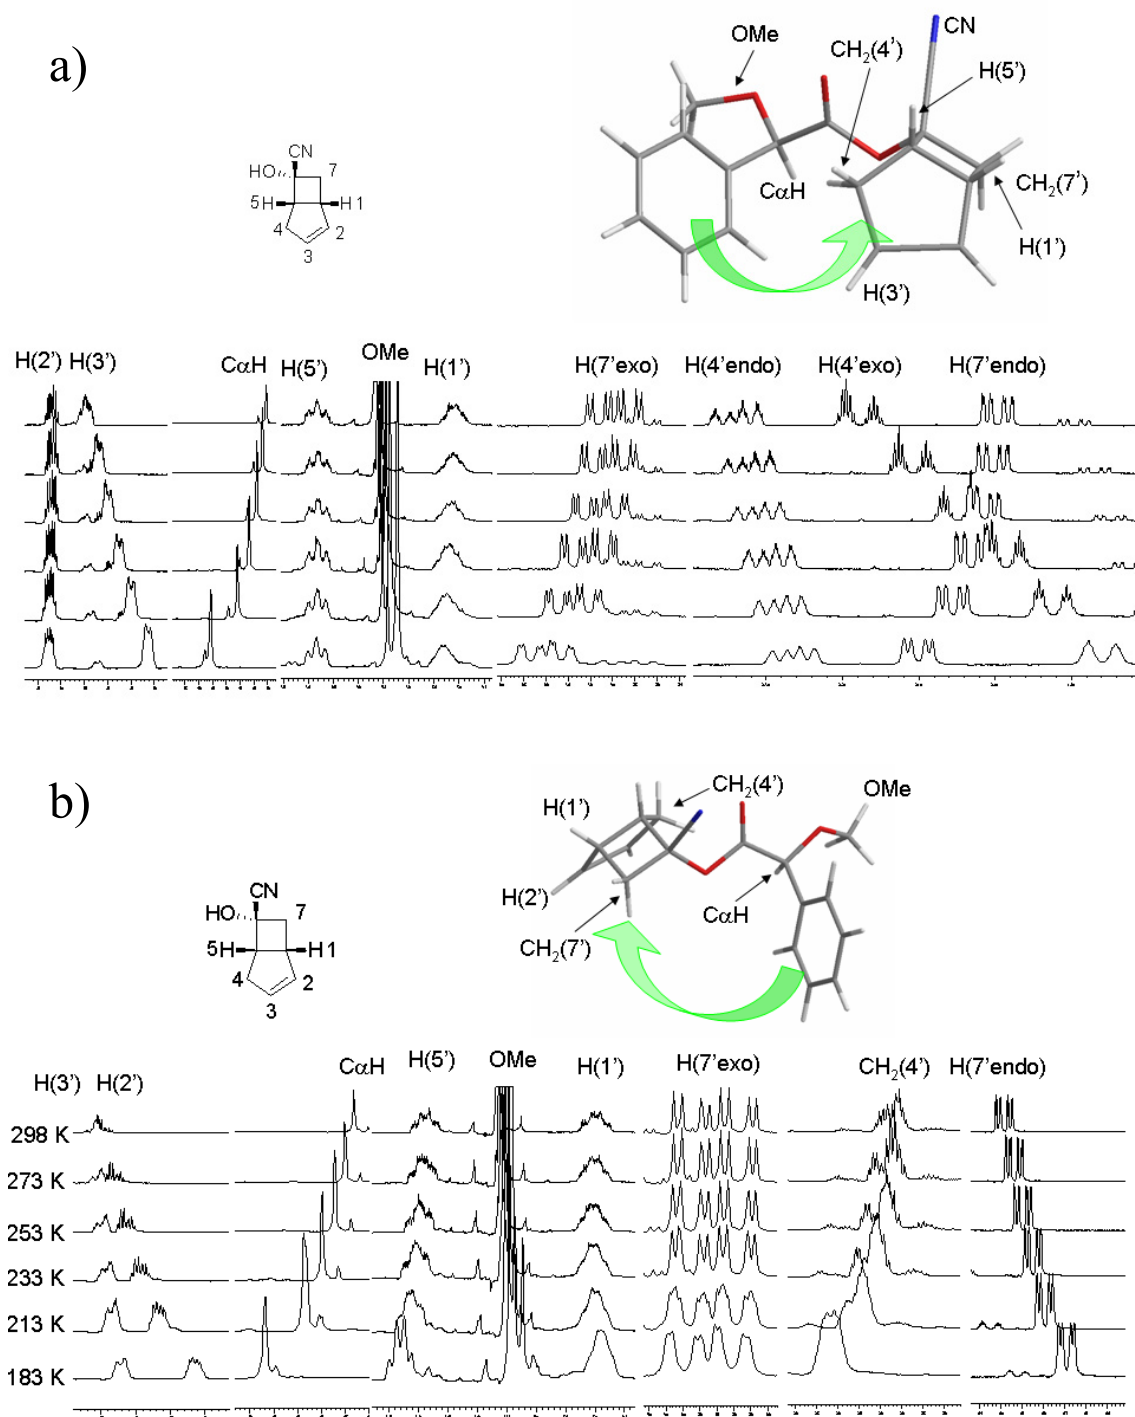 a)
OMe
CH₂(4')
CN
H(5')
CN
HO
7
5H
H1
4
2
3
CαH
CH₂(7')
H(1')
H(3')
H(2') H(3')
CαH
H(5')
OMe
H(1')
H(7'exo)
H(4'endo)
H(4'exo)
H(7'endo)
b)
CH₂(4')
OMe
H(1')
H(2')
CαH
CH₂(7')
CN
HO
7
5H
H1
4
2
3
H(3') H(2')
CαH
H(5')
OMe
H(1')
H(7'exo)
CH₂(4')
H(7'endo)
298 K
273 K
253 K
233 K
213 K
183 K